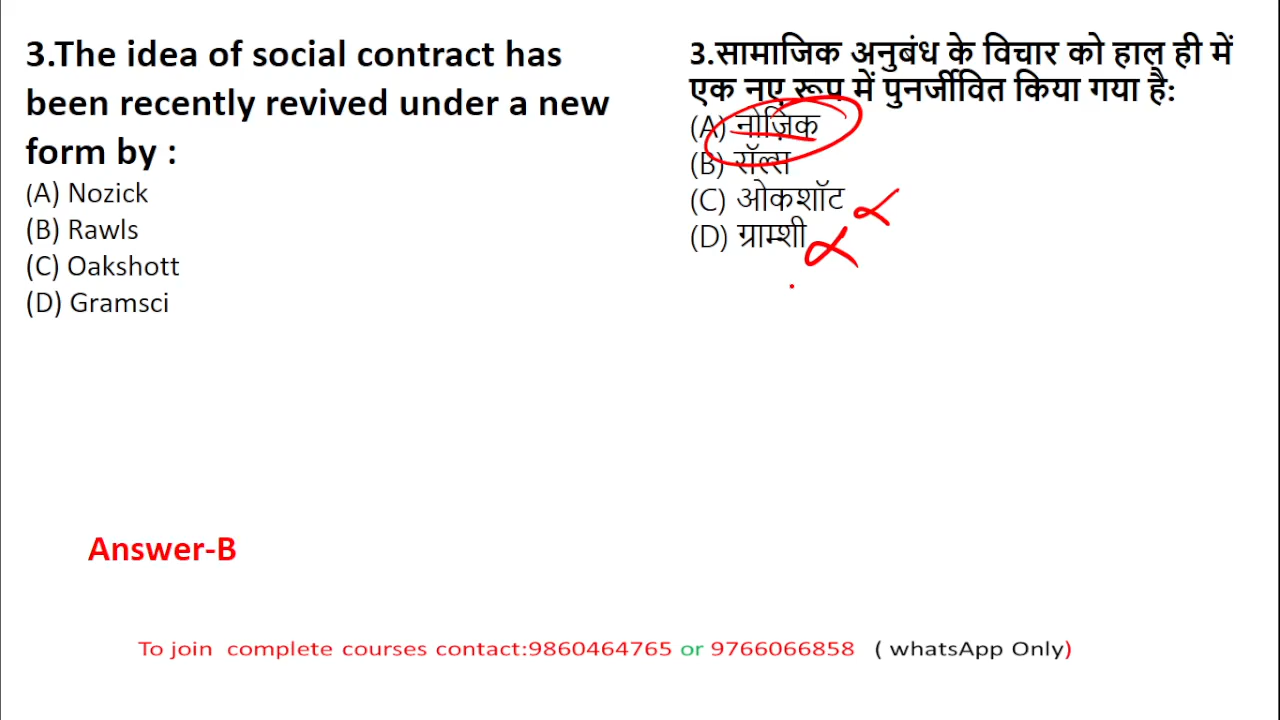 3.The idea of social contract has
been recently revived under a new
form by :
(A) Nozick
(B) Rawls
(C) Oakshott
(D) Gramsci
3.सामाजिक अनुबंध के विचार को हाल ही में
एक नए रूप में पुनर्जीवित किया गया है:
(A) नोज़िक
(B) रॉल्स
(C) ओकशॉट
(D) ग्राम्शी
Answer-B
To join complete courses contact:9860464765 or 9766066858 ( whatsApp Only)